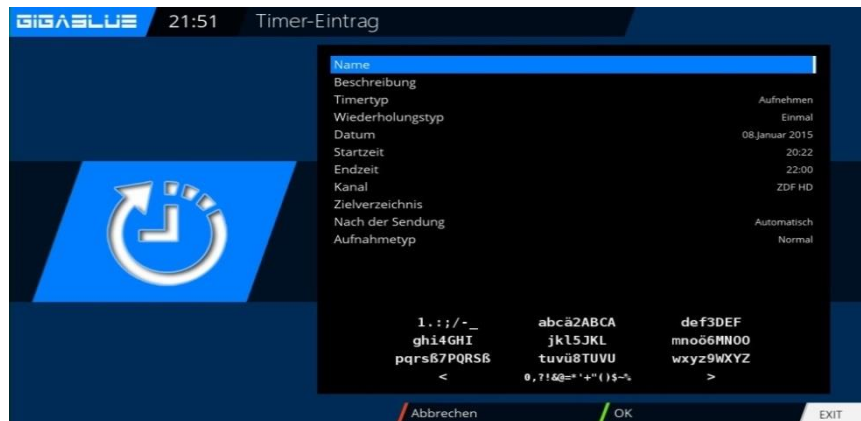 GIGABLUE 21:51 Timer-Eintrag
Name
Beschreibung
Timertyp Aufnehmen
Wiederholungstyp Einmal
Datum 08.Januar 2015
Startzeit 20:22
Endzeit 22:00
Kanal ZDF HD
Zielverzeichnis
Nach der Sendung Automatisch
Aufnahmetyp Normal
1.:;/-_ abcä2ABCA def3DEF
ghi4GHI jkl5JKL mnoö6MNOO
pqrsß7PQRSß tuvü8TUVU wxyz9WXYZ
< 0,?!&@=*'+"()$~% >
Abbrechen OK EXIT